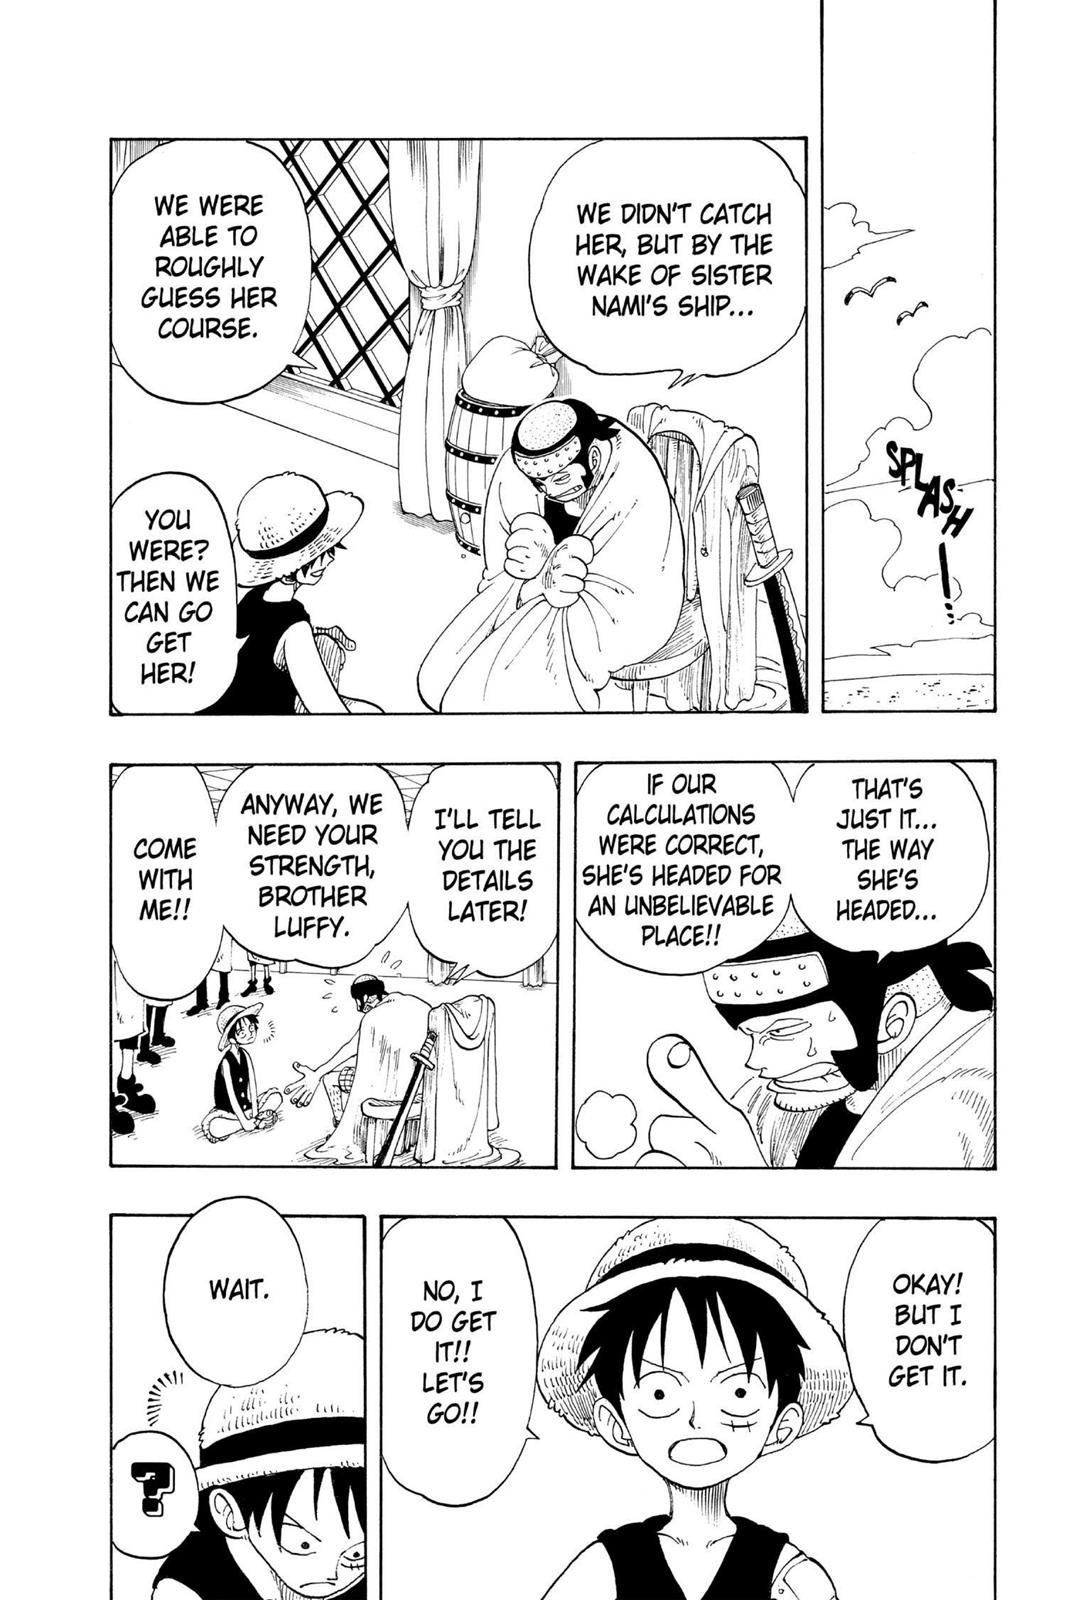 SPLASH
WE DIDN'T CATCH
HER, BUT BY THE
WAKE OF SISTER
NAMI'S SHIP...
WE WERE
ABLE TO
ROUGHLY
GUESS HER
COURSE.
YOU
WERE?
THEN WE
CAN GO
GET
HER!
THAT'S
JUST IT...
THE WAY
SHE'S
HEADED...
IF OUR
CALCULATIONS
WERE CORRECT,
SHE'S HEADED FOR
AN UNBELIEVABLE
PLACE!!
I'LL TELL
YOU THE
DETAILS
LATER!
ANYWAY, WE
NEED YOUR
STRENGTH,
BROTHER
LUFFY.
COME
WITH
ME!!
OKAY!
BUT I
DON'T
GET IT.
NO, I
DO GET
IT!!
LET'S
GO!!
WAIT.
?